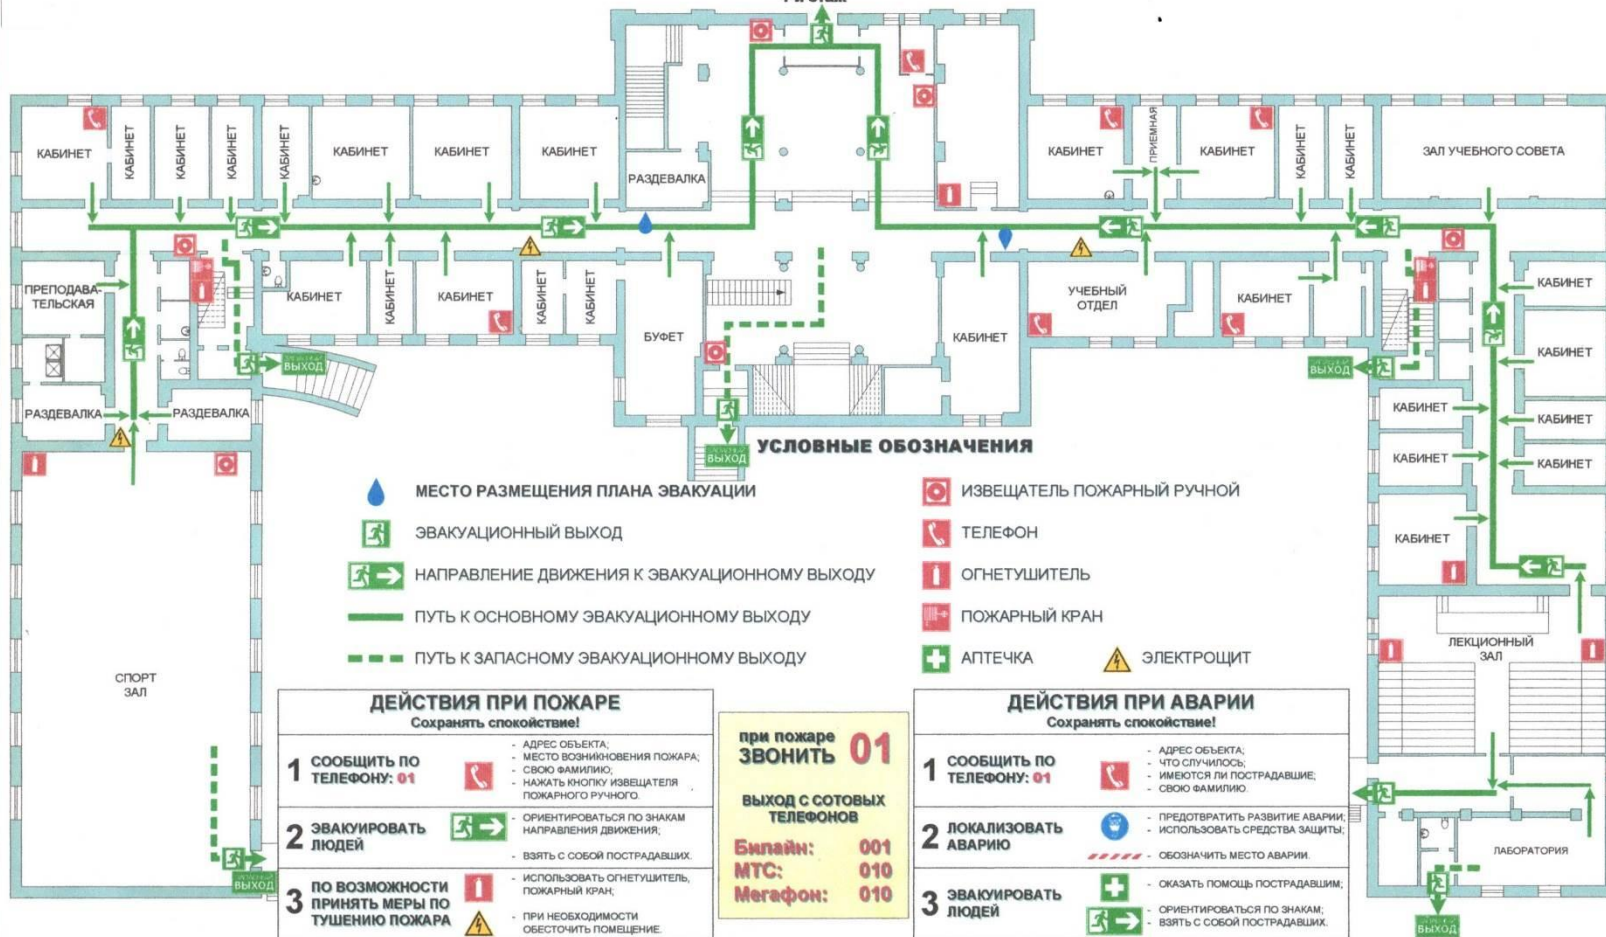 КАБИНЕТ
КАБИНЕТ
КАБИНЕТ
КАБИНЕТ
КАБИНЕТ
КАБИНЕТ
КАБИНЕТ
КАБИНЕТ
РАЗДЕВАЛКА
КАБИНЕТ
ПРИЕМНАЯ
КАБИНЕТ
КАБИНЕТ
КАБИНЕТ
ЗАЛ УЧЕБНОГО СОВЕТА
ПРЕПОДАВА-
ТЕЛЬСКАЯ
КАБИНЕТ
КАБИНЕТ
КАБИНЕТ
КАБИНЕТ
КАБИНЕТ
БУФЕТ
КАБИНЕТ
УЧЕБНЫЙ
ОТДЕЛ
КАБИНЕТ
КАБИНЕТ
КАБИНЕТ
КАБИНЕТ
КАБИНЕТ
КАБИНЕТ
КАБИНЕТ
КАБИНЕТ
ВЫХОД
ВЫХОД
РАЗДЕВАЛКА
РАЗДЕВАЛКА
ВЫХОД
СПОРТ
ЗАЛ
ВЫХОД
ЛЕКЦИОННЫЙ
ЗАЛ
ЛАБОРАТОРИЯ
ВЫХОД
УСЛОВНЫЕ ОБОЗНАЧЕНИЯ
МЕСТО РАЗМЕЩЕНИЯ ПЛАНА ЭВАКУАЦИИ
ЭВАКУАЦИОННЫЙ ВЫХОД
НАПРАВЛЕНИЕ ДВИЖЕНИЯ К ЭВАКУАЦИОННОМУ ВЫХОДУ
ПУТЬ К ОСНОВНОМУ ЭВАКУАЦИОННОМУ ВЫХОДУ
ПУТЬ К ЗАПАСНОМУ ЭВАКУАЦИОННОМУ ВЫХОДУ
ИЗВЕЩАТЕЛЬ ПОЖАРНЫЙ РУЧНОЙ
ТЕЛЕФОН
ОГНЕТУШИТЕЛЬ
ПОЖАРНЫЙ КРАН
АПТЕЧКА
ЭЛЕКТРОЩИТ
ДЕЙСТВИЯ ПРИ ПОЖАРЕ
Сохранять спокойствие!
1 СООБЩИТЬ ПО
ТЕЛЕФОНУ: 01
- АДРЕС ОБЪЕКТА;
- МЕСТО ВОЗНИКНОВЕНИЯ ПОЖАРА;
- СВОЮ ФАМИЛИЮ;
- НАЖАТЬ КНОПКУ ИЗВЕЩАТЕЛЯ
ПОЖАРНОГО РУЧНОГО.
2 ЭВАКУИРОВАТЬ
ЛЮДЕЙ
- ОРИЕНТИРОВАТЬСЯ ПО ЗНАКАМ
НАПРАВЛЕНИЯ ДВИЖЕНИЯ;
- ВЗЯТЬ С СОБОЙ ПОСТРАДАВШИХ.
3 ПО ВОЗМОЖНОСТИ
ПРИНЯТЬ МЕРЫ ПО
ТУШЕНИЮ ПОЖАРА
- ИСПОЛЬЗОВАТЬ ОГНЕТУШИТЕЛЬ,
ПОЖАРНЫЙ КРАН;
- ПРИ НЕОБХОДИМОСТИ
ОБЕСТОЧИТЬ ПОМЕЩЕНИЕ.
при пожаре
ЗВОНИТЬ 01
ВЫХОД С СОТОВЫХ
ТЕЛЕФОНОВ
Билайн: 001
МТС: 010
Мегафон: 010
ДЕЙСТВИЯ ПРИ АВАРИИ
Сохранять спокойствие!
1 СООБЩИТЬ ПО
ТЕЛЕФОНУ: 01
- АДРЕС ОБЪЕКТА;
- ЧТО СЛУЧИЛОСЬ;
- ИМЕЮТСЯ ЛИ ПОСТРАДАВШИЕ;
- СВОЮ ФАМИЛИЮ.
2 ЛОКАЛИЗОВАТЬ
АВАРИЮ
- ПРЕДОТВРАТИТЬ РАЗВИТИЕ АВАРИИ;
- ИСПОЛЬЗОВАТЬ СРЕДСТВА ЗАЩИТЫ;
- ОБОЗНАЧИТЬ МЕСТО АВАРИИ.
3 ЭВАКУИРОВАТЬ
ЛЮДЕЙ
- ОКАЗАТЬ ПОМОЩЬ ПОСТРАДАВШИМ;
- ОРИЕНТИРОВАТЬСЯ ПО ЗНАКАМ;
- ВЗЯТЬ С СОБОЙ ПОСТРАДАВШИХ.